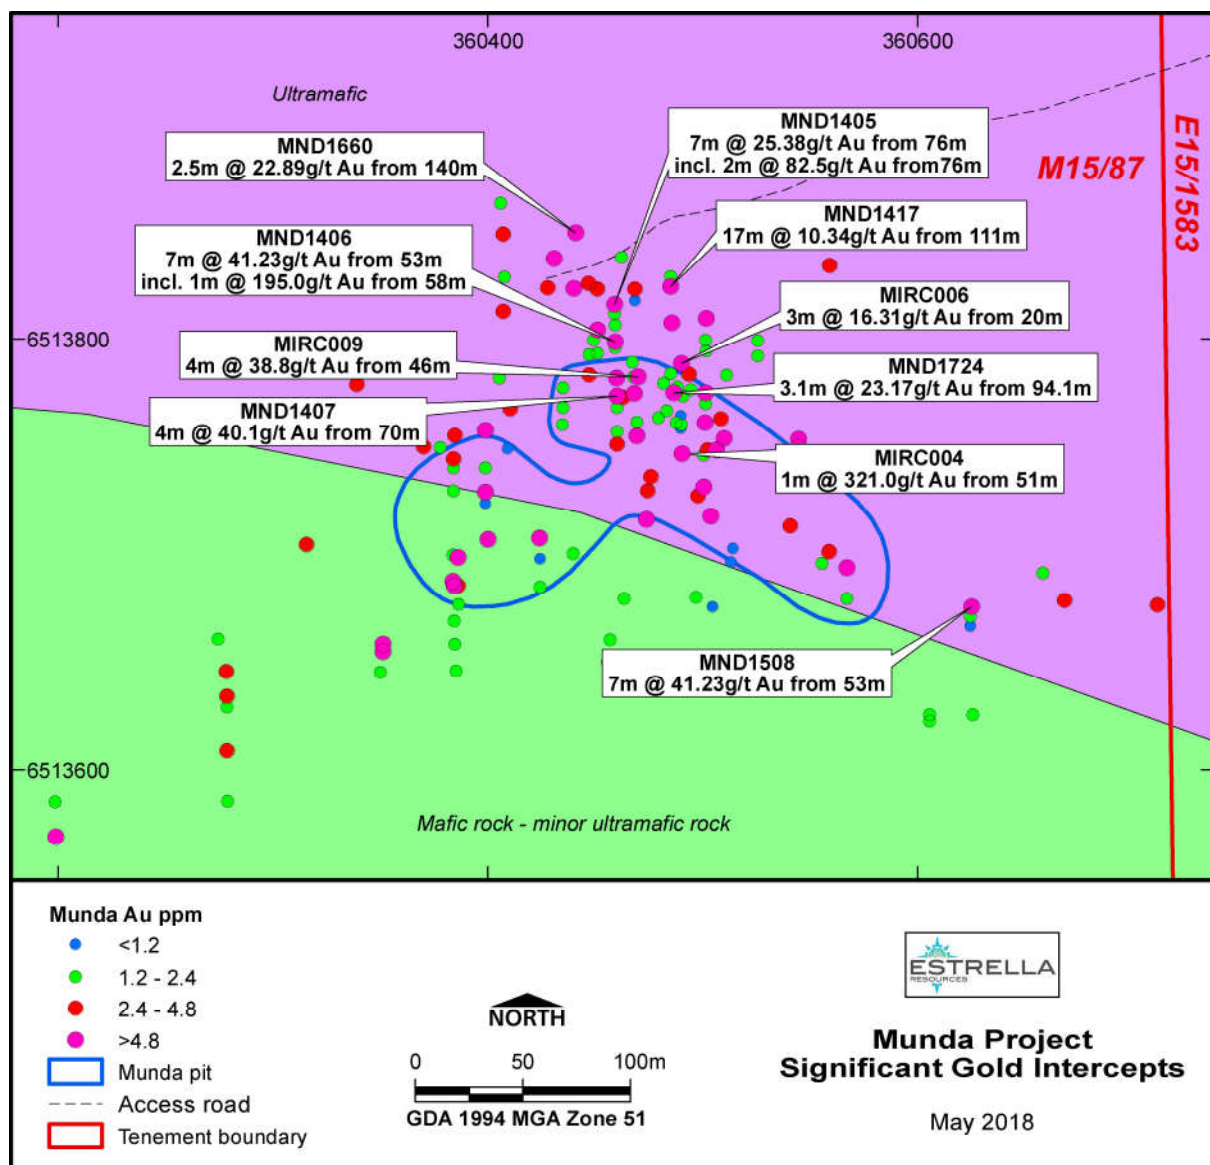 360400
360600
Ultramafic
MND1660
2.5m @ 22.89g/t Au from 140m
MND1405
7m @ 25.38g/t Au from 76m
incl. 2m @ 82.5g/t Au from76m
M15/87
E15/1583
MND1406
7m @ 41.23g/t Au from 53m
incl. 1m @ 195.0g/t Au from 58m
MND1417
17m @ 10.34g/t Au from 111m
MIRC006
3m @ 16.31g/t Au from 20m
6513800
MIRC009
4m @ 38.8g/t Au from 46m
MND1724
3.1m @ 23.17g/t Au from 94.1m
MND1407
4m @ 40.1g/t Au from 70m
MIRC004
1m @ 321.0g/t Au from 51m
MND1508
7m @ 41.23g/t Au from 53m
6513600
Mafic rock - minor ultramafic rock
Munda Au ppm
<1.2
1.2 - 2.4
2.4 - 4.8
>4.8
Munda pit
Access road
Tenement boundary
NORTH
0 50 100m
GDA 1994 MGA Zone 51
ESTRELLA
RESOURCES
Munda Project
Significant Gold Intercepts
May 2018